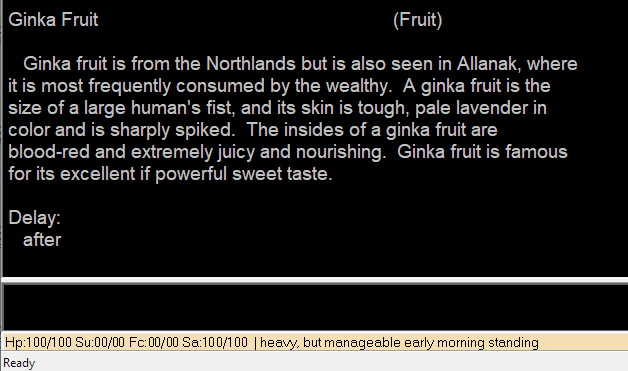 Ginka Fruit (Fruit)
Ginka fruit is from the Northlands but is also seen in Allanak, where
it is most frequently consumed by the wealthy. A ginka fruit is the
size of a large human's fist, and its skin is tough, pale lavender in
color and is sharply spiked. The insides of a ginka fruit are
blood-red and extremely juicy and nourishing. Ginka fruit is famous
for its excellent if powerful sweet taste.
Delay:
after
Hp:100/100 Su:00/00 Fc:00/00 Sa:100/100 | heavy, but manageable early morning standing
Ready